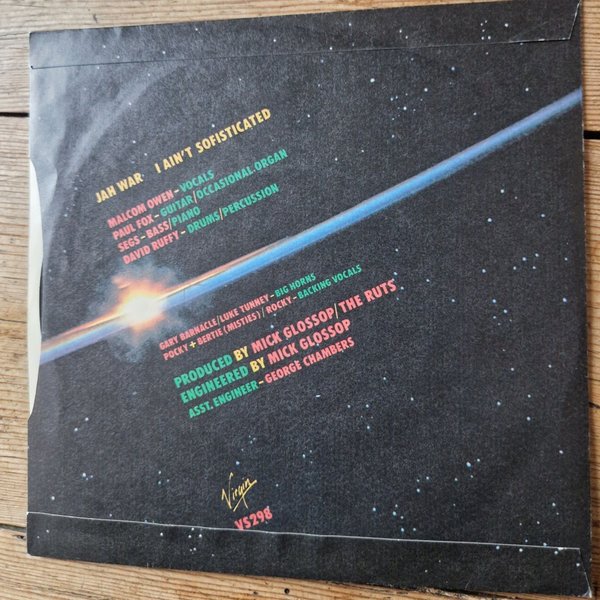 JAH WAR I AIN'T SOFISTICATED
MALCOM OWEN-VOCALS
PAUL FOX-GUITAR/OCCASIONAL ORGAN
SEGS-BASS/PIANO
DAVID RUFFY-DRUMS/PERCUSSION
GARY BARNACLE/LUKE TUNNEY-BIG HORNS
POCKY + BERTIE (MISTIES)/ROCKY-BACKING VOCALS
PRODUCED BY MICK GLOSSOP/THE RUTS
ENGINEERED BY MICK GLOSSOP
ASST. ENGINEER-GEORGE CHAMBERS
Virgin
VS298